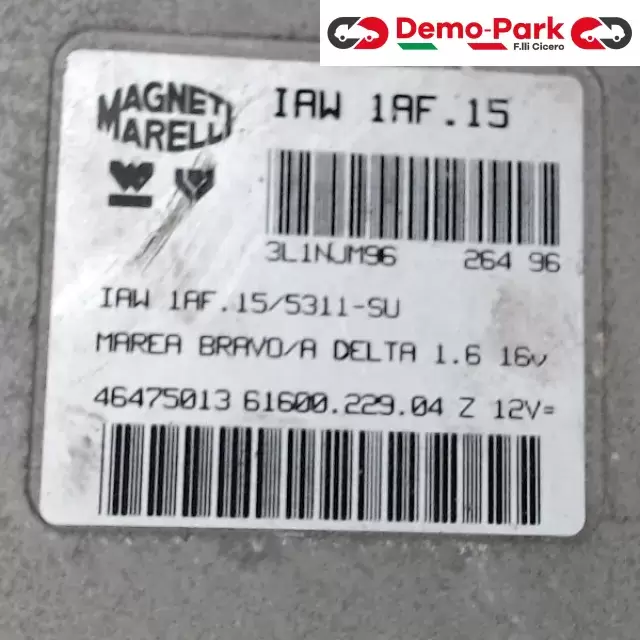 Demo-Park
F.lli Cicero
MAGNETI
MARELLI
IAW 1AF.15
3L1NJM96 264 96
IAW 1AF.15/5311-SU
MAREA BRAVO/A DELTA 1.6 16v
46475013 61600.229.04 Z 12V=